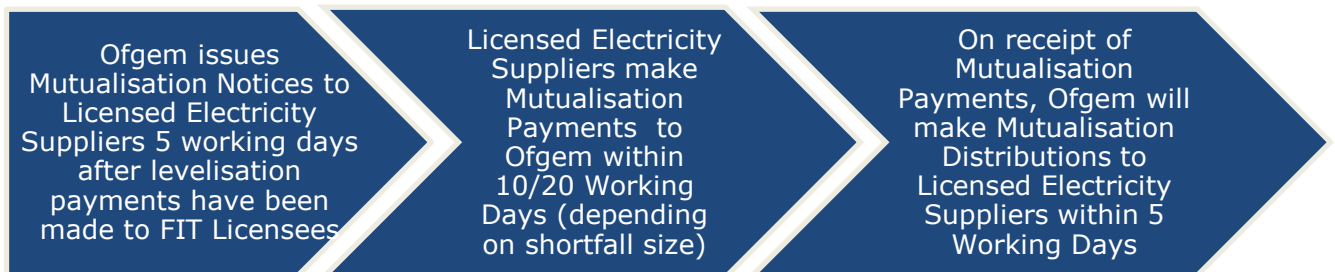 Ofgem issues
Mutualisation Notices to
Licensed Electricity
Suppliers 5 working days
after levelisation
payments have been
made to FIT Licensees
Licensed Electricity
Suppliers make
Mutualisation
Payments to
Ofgem within
10/20 Working
Days (depending
on shortfall size)
On receipt of
Mutualisation
Payments, Ofgem will
make Mutualisation
Distributions to
Licensed Electricity
Suppliers within 5
Working Days